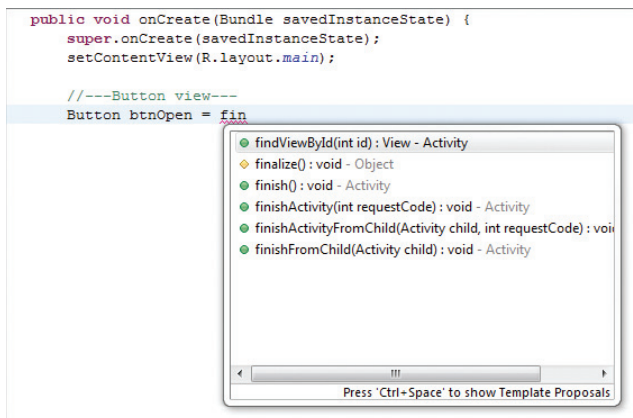 public void onCreate(Bundle savedInstanceState) {
super.onCreate(savedInstanceState);
setContentView(R.layout.main);
//---Button view---
Button btnOpen = fin
findViewById(int id) : View - Activity
finalize() : void - Object
finish() : void - Activity
finishActivity(int requestCode) : void - Activity
finishActivityFromChild(Activity child, int requestCode) : voi
finishFromChild(Activity child) : void - Activity
Press 'Ctrl+Space' to show Template Proposals